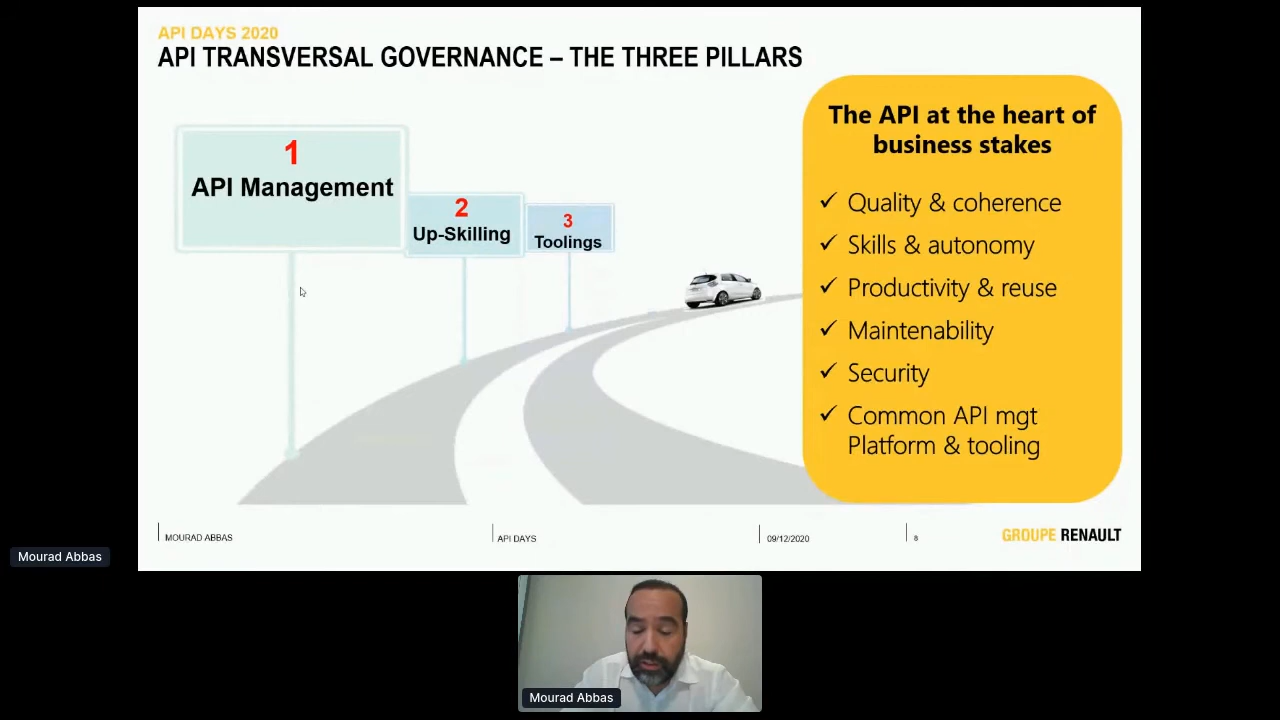 API DAYS 2020
API TRANSVERSAL GOVERNANCE – THE THREE PILLARS
1
API Management
2
Up-Skilling
3
Toolings
The API at the heart of
business stakes
✓ Quality & coherence
✓ Skills & autonomy
✓ Productivity & reuse
✓ Maintenability
✓ Security
✓ Common API mgt
Platform & tooling
MOURAD ABBAS
API DAYS
09/12/2020
8
GROUPE RENAULT
Mourad Abbas
Mourad Abbas